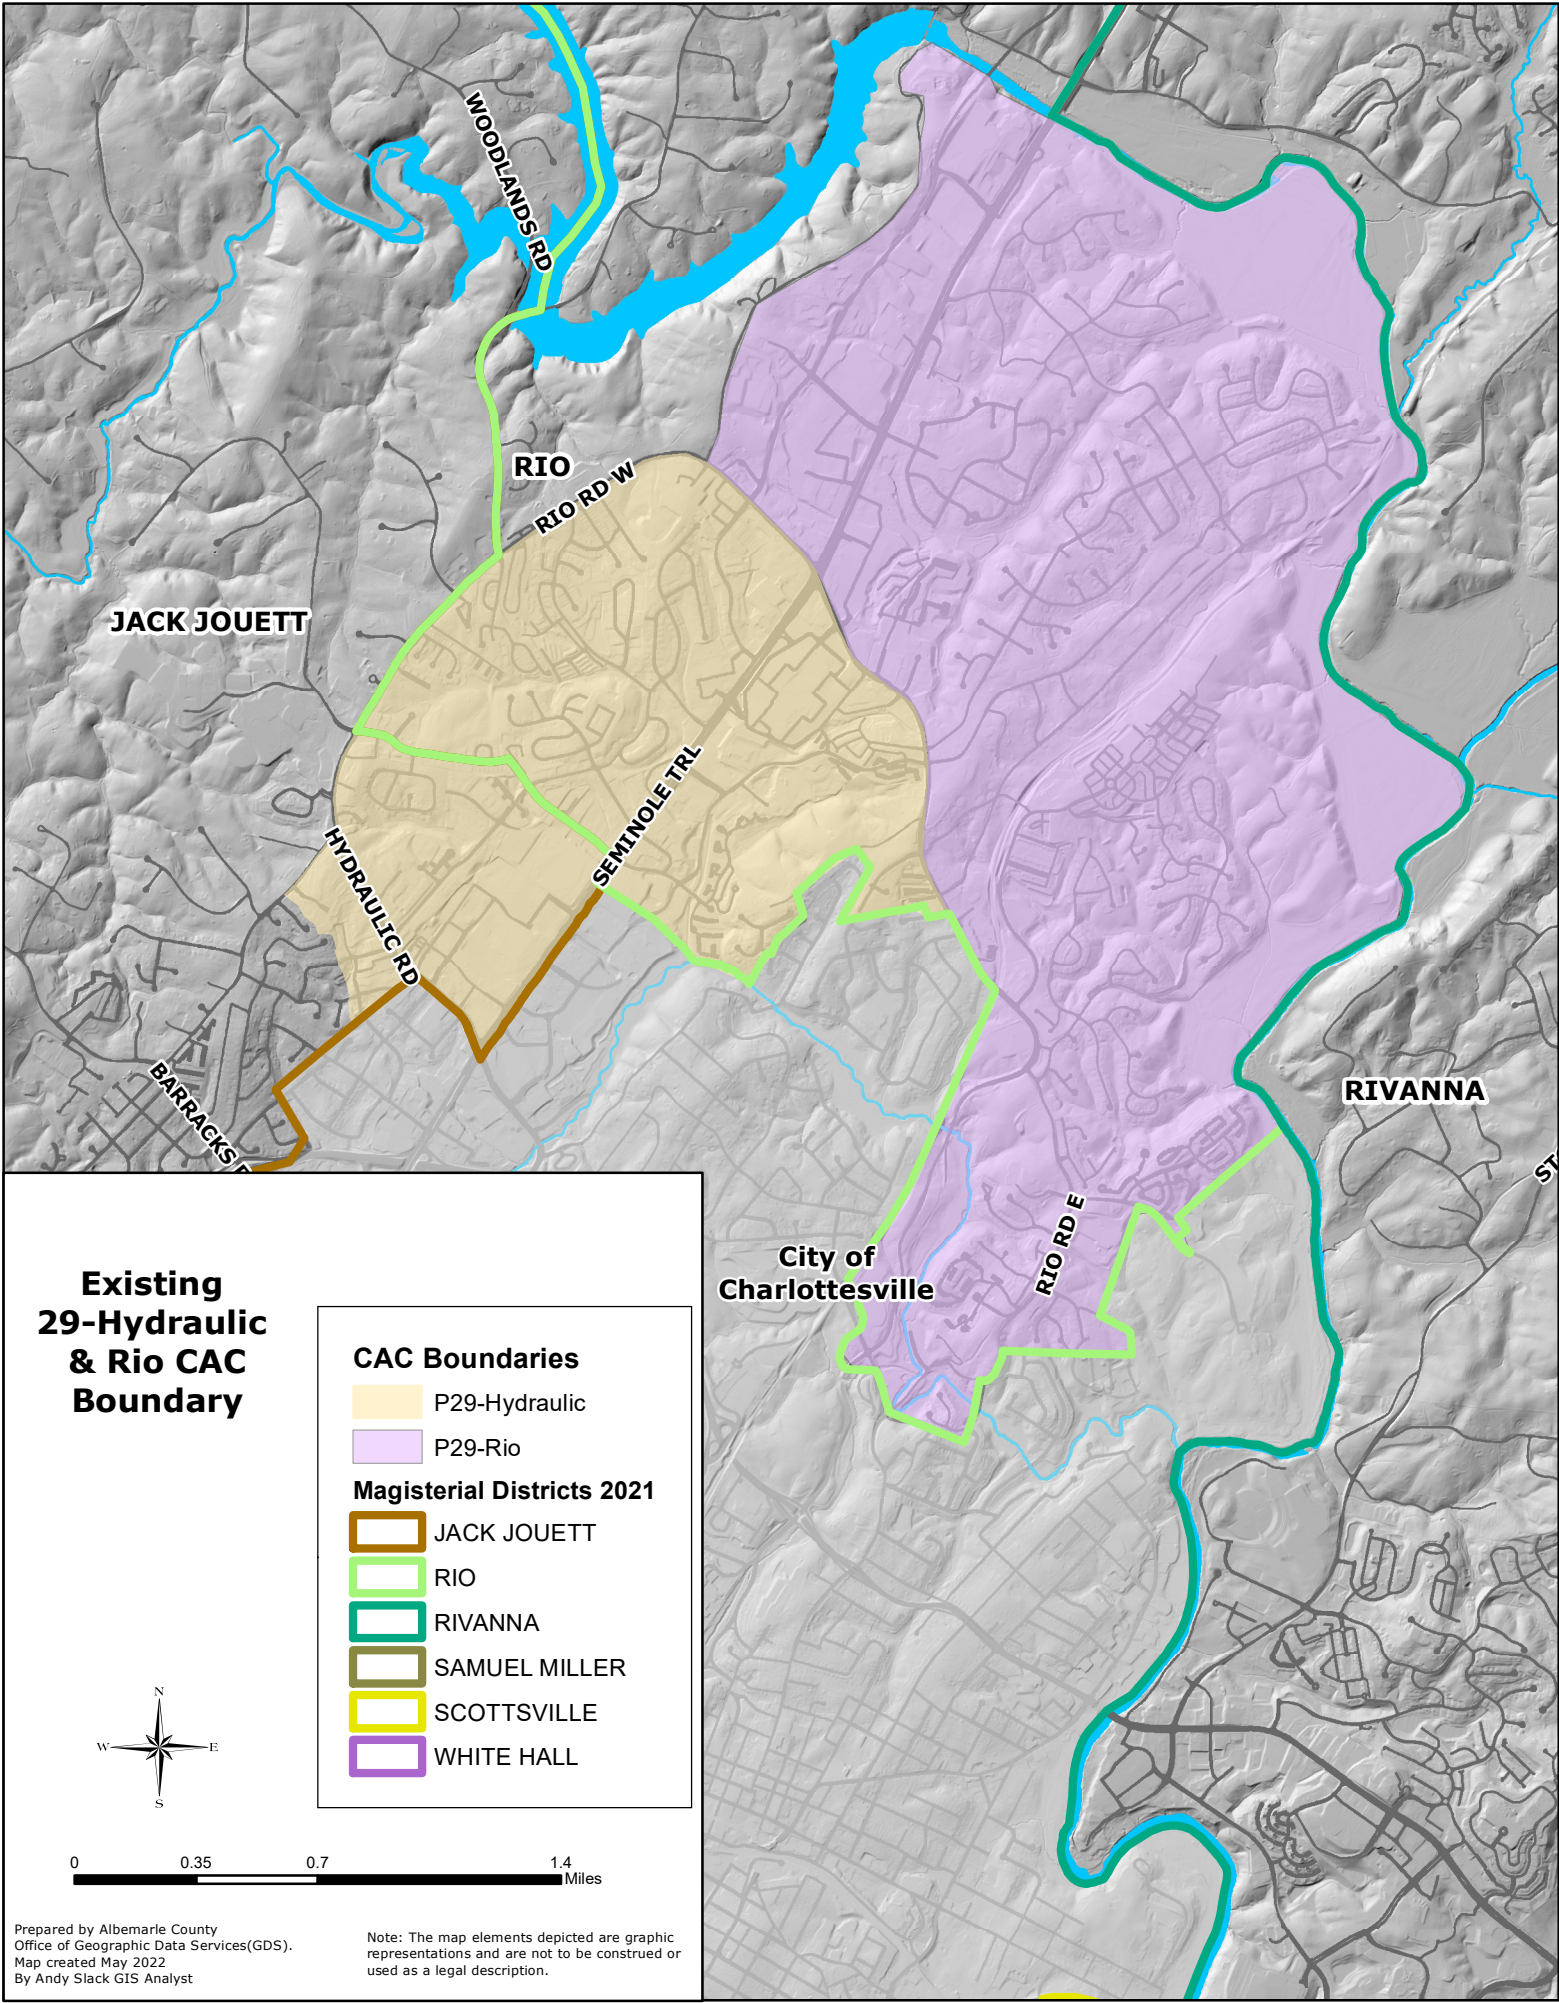 WOODLANDS RD
RIO
RIO RD W
JACK JOUETT
SEMINOLE TRL
HYDRAULIC RD
RIVANNA
BARRACKS
RIO RD E
City of
Charlottesville
Existing
29-Hydraulic
& Rio CAC
Boundary
CAC Boundaries
P29-Hydraulic
P29-Rio
Magisterial Districts 2021
JACK JOUETT
RIO
RIVANNA
SAMUEL MILLER
SCOTTSVILLE
WHITE HALL
N
W E
S
0 0.35 0.7 1.4
Miles
Prepared by Albemarle County
Office of Geographic Data Services(GDS).
Map created May 2022
By Andy Slack GIS Analyst
Note: The map elements depicted are graphic
representations and are not to be construed or
used as a legal description.